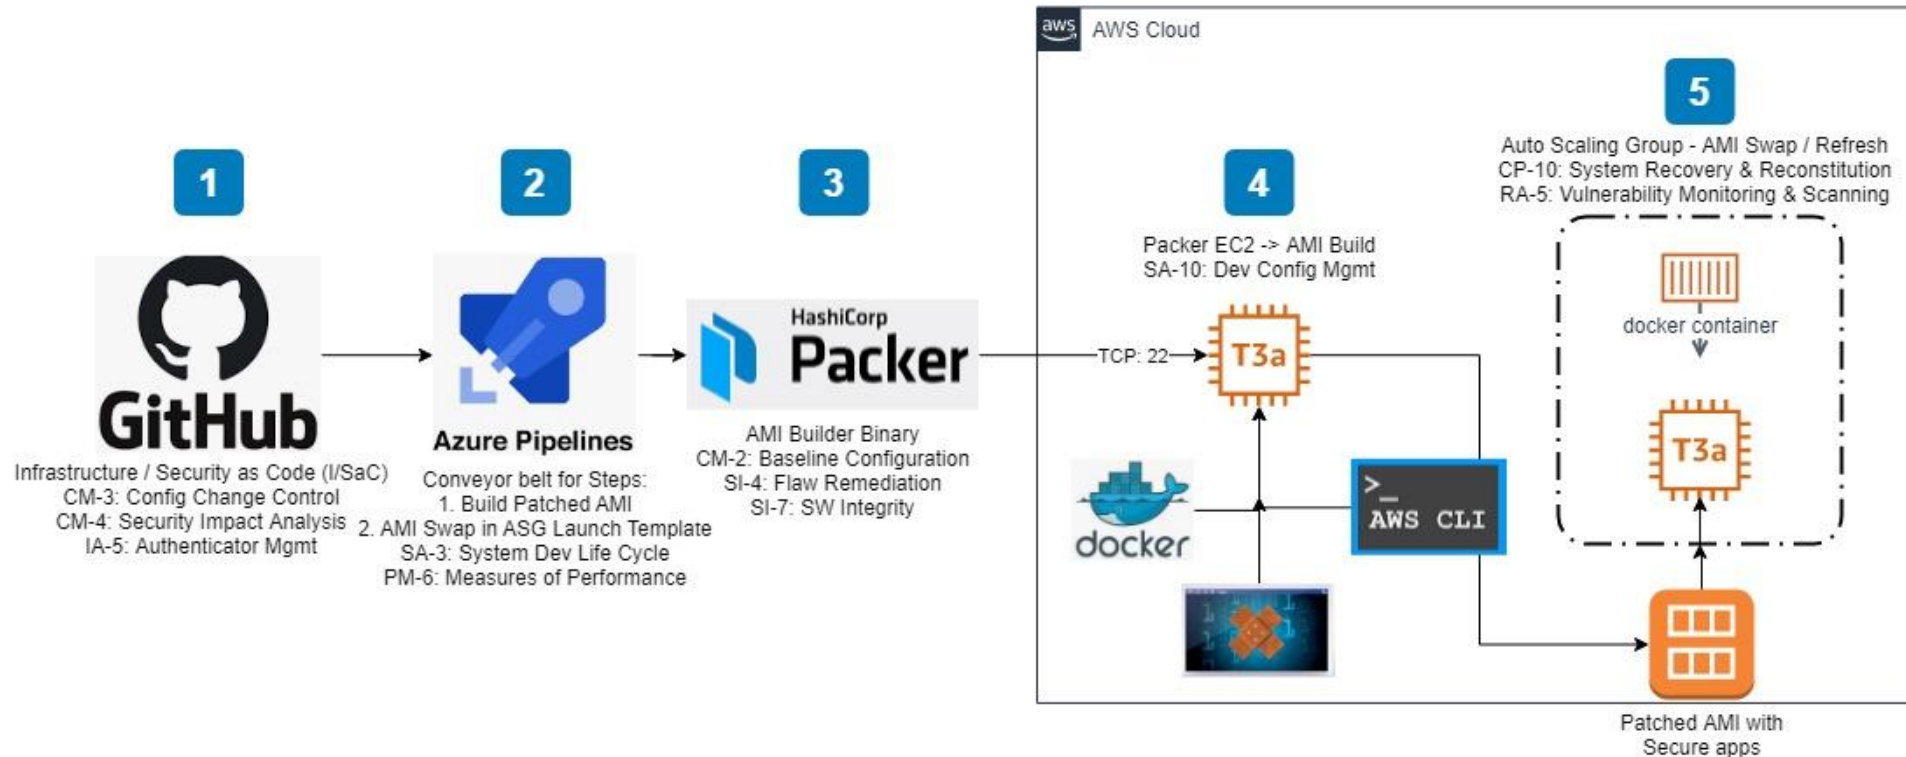 1
GitHub
Infrastructure / Security as Code (I/SaC)
CM-3: Config Change Control
CM-4: Security Impact Analysis
IA-5: Authenticator Mgmt
2
Azure Pipelines
Conveyor belt for Steps:
1. Build Patched AMI
2. AMI Swap in ASG Launch Template
SA-3: System Dev Life Cycle
PM-6: Measures of Performance
3
HashiCorp
Packer
AMI Builder Binary
CM-2: Baseline Configuration
SI-4: Flaw Remediation
SI-7: SW Integrity
aws
AWS Cloud
TCP: 22
4
Packer EC2 -> AMI Build
SA-10: Dev Config Mgmt
T3a
docker
>_
AWS CLI
5
Auto Scaling Group - AMI Swap / Refresh
CP-10: System Recovery & Reconstitution
RA-5: Vulnerability Monitoring & Scanning
docker container
T3a
Patched AMI with
Secure apps